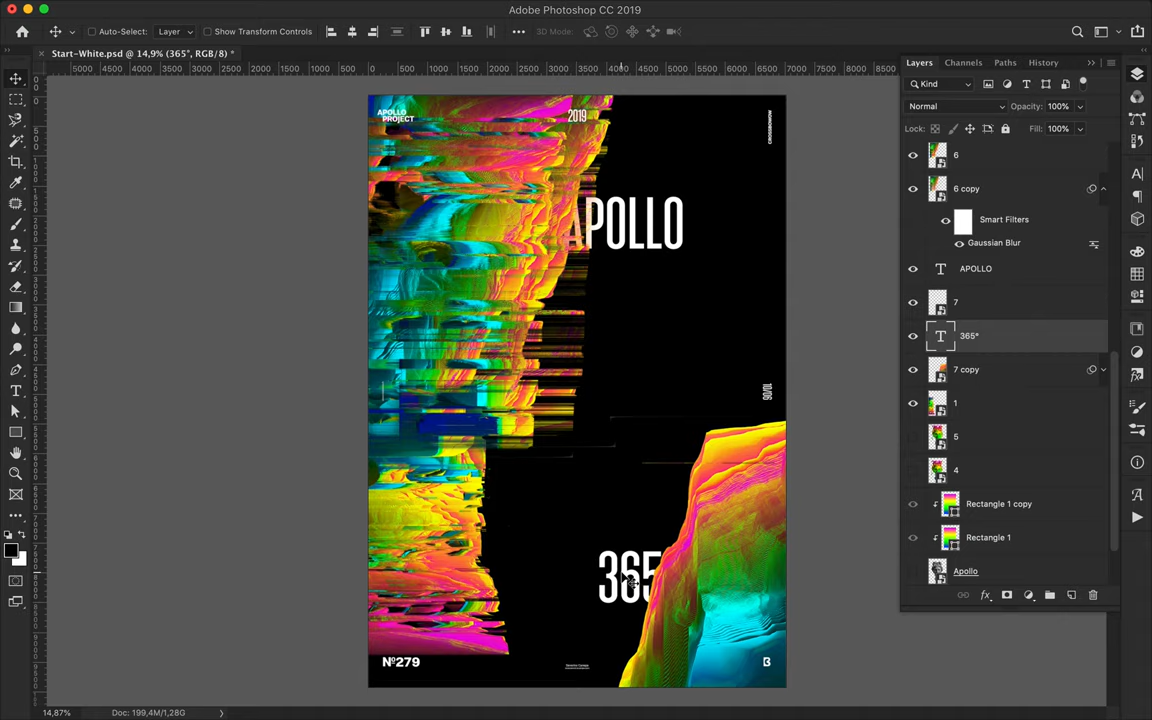 Adobe Photoshop CC 2019
Auto-Select: Layer Show Transform Controls 3D Mode:
Start-White.psd @ 14,9% (365°, RGB/8) *
5000 4500 4000 3500 3000 2500 2000 1500 1000 500 0 500 1000 1500 2000 2500 3000 3500 4000 4500 5000 5500 6000 6500 7000 7500 8000 8500
APOLLO
PROJECT
2019
CROSSBOWOW
APOLLO
10/06
365
Nº279
B
Layers Channels Paths History
Kind
Normal Opacity: 100%
Lock: Fill: 100%
6
6 copy
Smart Filters
Gaussian Blur
T APOLLO
7
T 365°
7 copy
1
5
4
Rectangle 1 copy
Rectangle 1
Apollo
fx
14,87% Doc: 199,4M/1,28G